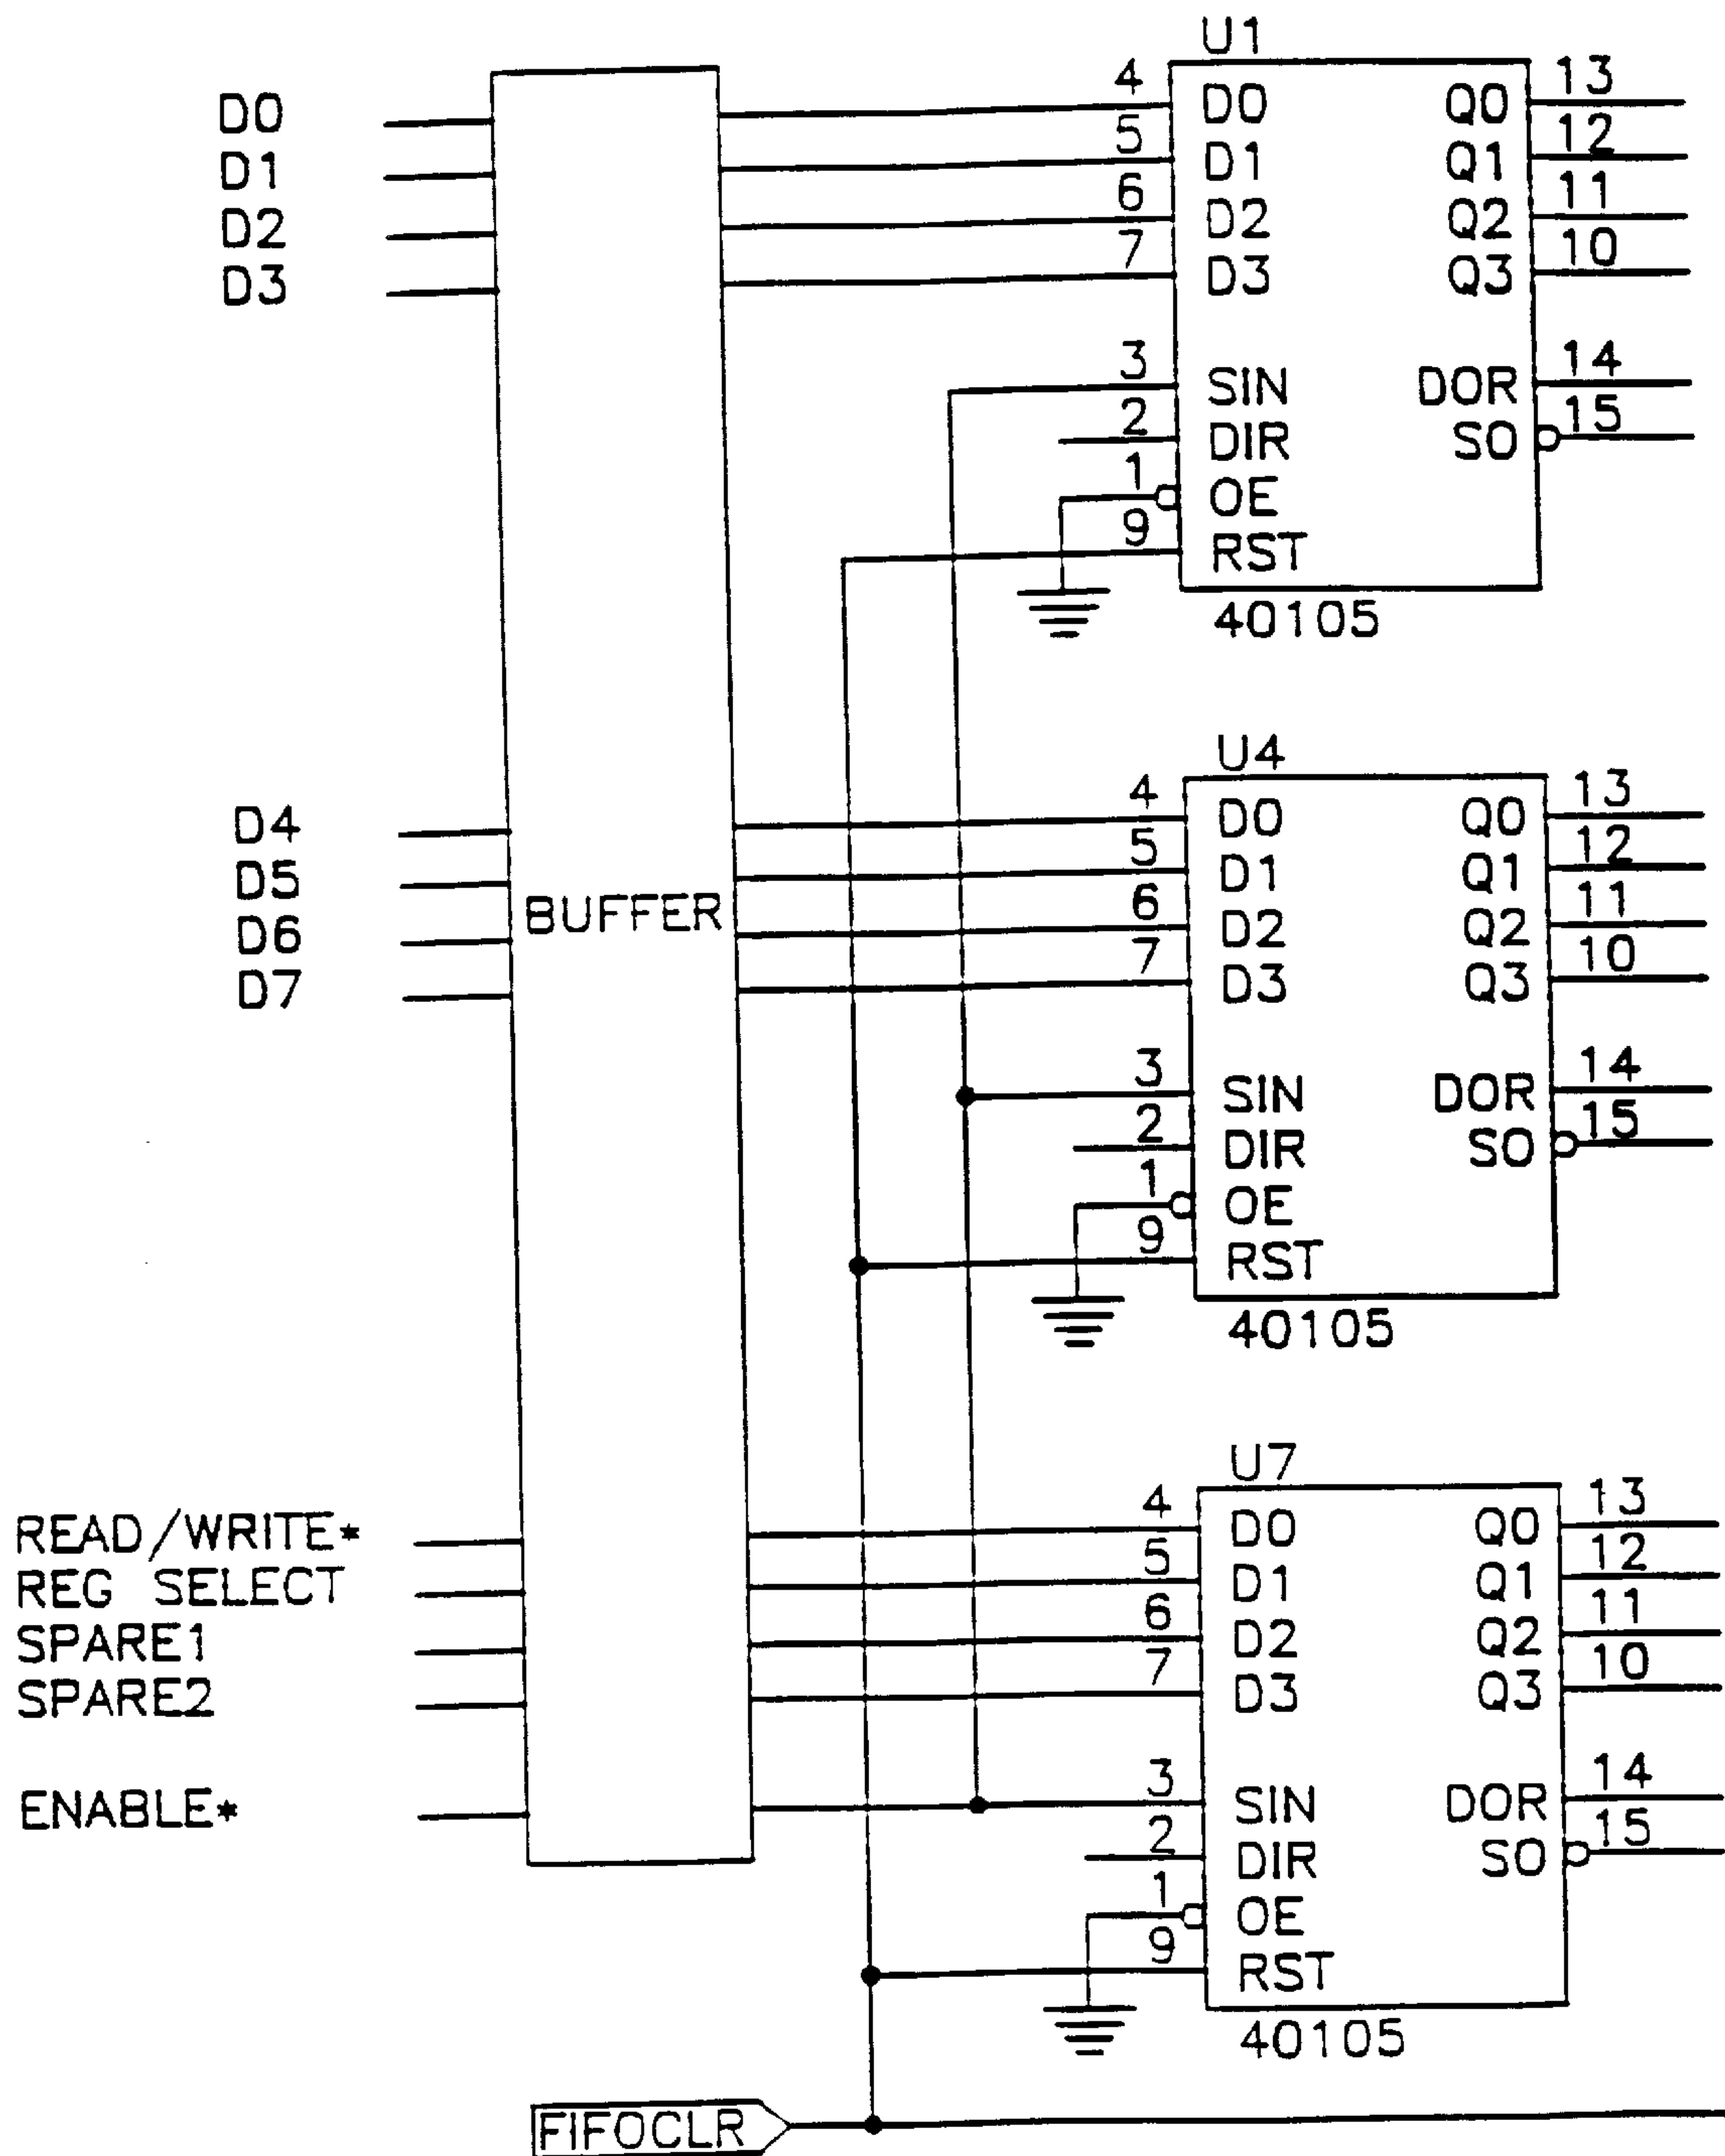 U1
D0
D1
D2
D3
4 D0 Q0 13
5 D1 Q1 12
6 D2 Q2 11
7 D3 Q3 10
3 SIN DOR 14
2 DIR SO 15
1 OE
9 RST
40105
U4
D4
D5
D6
D7
BUFFER
4 D0 Q0 13
5 D1 Q1 12
6 D2 Q2 11
7 D3 Q3 10
3 SIN DOR 14
2 DIR SO 15
1 OE
9 RST
40105
U7
READ/WRITE*
REG SELECT
SPARE1
SPARE2
ENABLE*
4 D0 Q0 13
5 D1 Q1 12
6 D2 Q2 11
7 D3 Q3 10
3 SIN DOR 14
2 DIR SO 15
1 OE
9 RST
40105
FIFOCLR